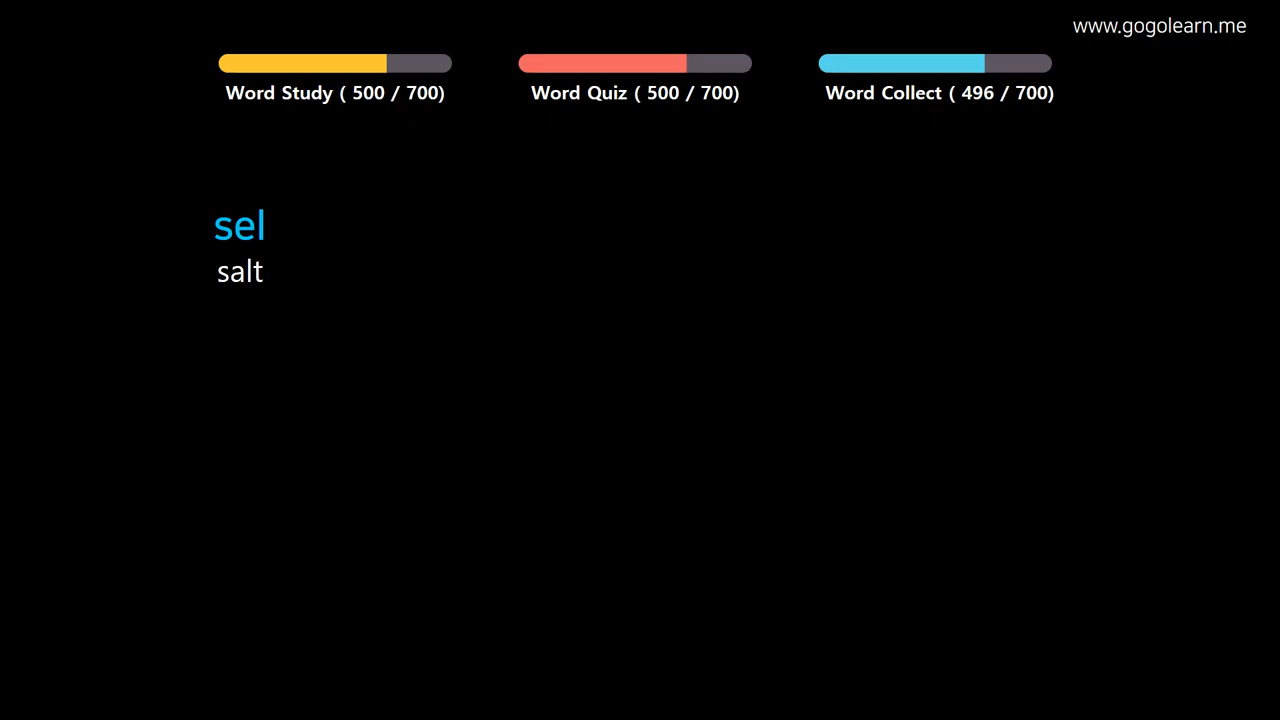 www.gogolearn.me
Word Study ( 500 / 700)
Word Quiz ( 500 / 700)
Word Collect ( 496 / 700)
sel
salt